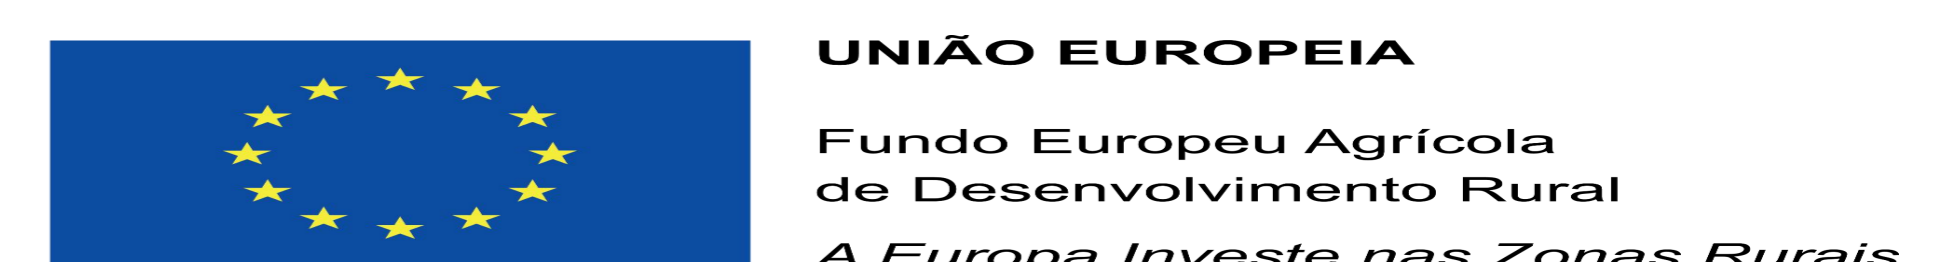 UNIÃO EUROPEIA
Fundo Europeu Agrícola
de Desenvolvimento Rural
A Europa Investe nas Zonas Rurais